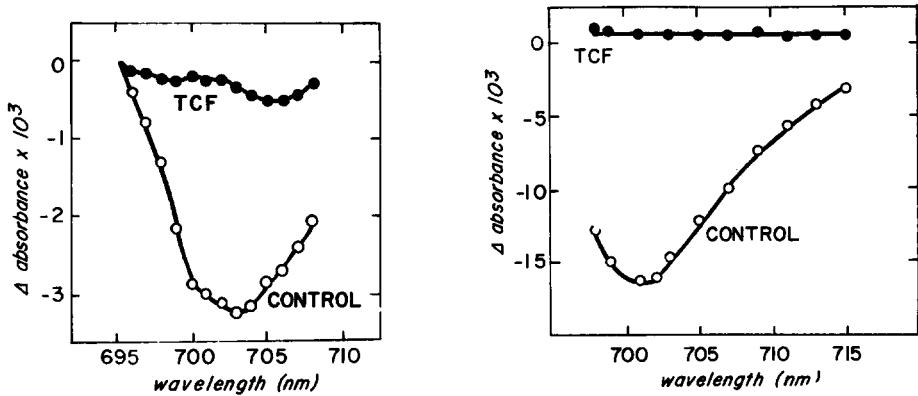 0
-1
-2
-3
Δ absorbance x 10³
TCF
CONTROL
695 700 705 710
wavelength (nm)
0
-5
-10
-15
Δ absorbance x 10³
TCF
CONTROL
700 705 710 715
wavelength (nm)